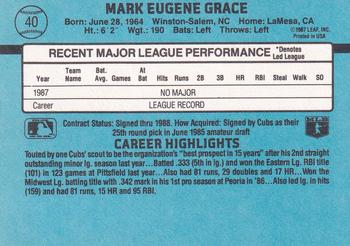 40
MARK EUGENE GRACE
Born: June 28, 1964 Winston-Salem, NC Home: LaMesa, CA
Ht.: 6'2" Wgt.: 190 Bats: Left Throws: Left
©1987 LEAF, INC.
Printed in USA
RECENT MAJOR LEAGUE PERFORMANCE *Denotes Led League
Year Team Name Bat. Avg. Games At Bats Hits Runs 2B 3B HR RBI Stolen Base Walks SO
1987 NO MAJOR
Career LEAGUE RECORD
Contract Status: Signed thru 1988. How Acquired: Signed by Cubs as their
25th round pick in June 1985 amateur draft
CAREER HIGHLIGHTS
Touted by one Cubs' scout to be the organization's "best prospect in 15 years" after his
2nd outstanding minor lg. season last year...Batted .333 (5th in lg.) and won the Eastern Lg. RBI title
(101) in 123 games at Pittsfield last year...Also had 81 runs, 29 doubles and 17 HR...Won
the Midwest Lg. batting title with .342 mark in his 1st pro season at Peoria in '86...Also led lg. in hits
(159) and had 81 runs, 15 HR and 95 RBI.